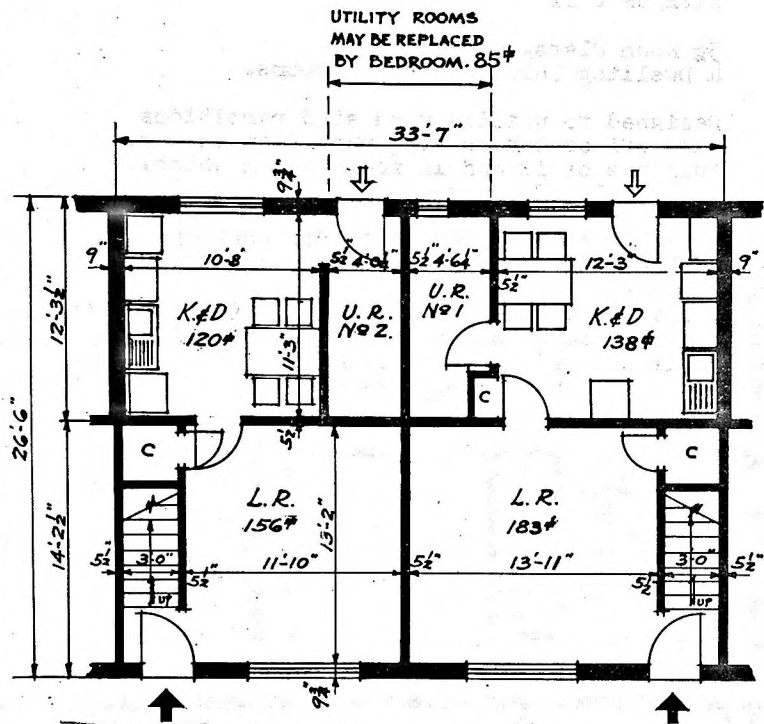 UTILITY ROOMS
MAY BE REPLACED
BY BEDROOM. 85⌀
33'-7"
9¾"
9"
10'-8"
5½"
4'-0¼"
5½"
4'-6¼"
5½"
12'-3"
9"
K.&D
120⌀
11'-3"
U.R.
Nº 2.
U.R.
Nº 1
K.&D
138⌀
12'-3½"
26'-6"
C
5½"
C
C
L.R.
156⌀
13'-2"
L.R.
183⌀
14'-2½"
5½"
3'-0"
5½"
11'-10"
5½"
13'-11"
5½"
3'-0"
5½"
UP
UP
9¾"